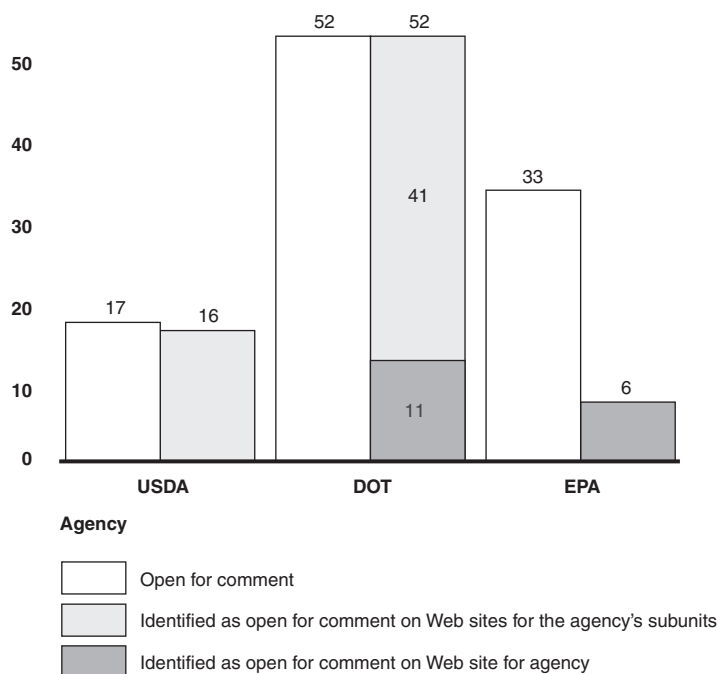 52 52
50
40
41
33
30
20
17 16
10
11
6
0
USDA DOT EPA
Agency
Open for comment
Identified as open for comment on Web sites for the agency's subunits
Identified as open for comment on Web site for agency